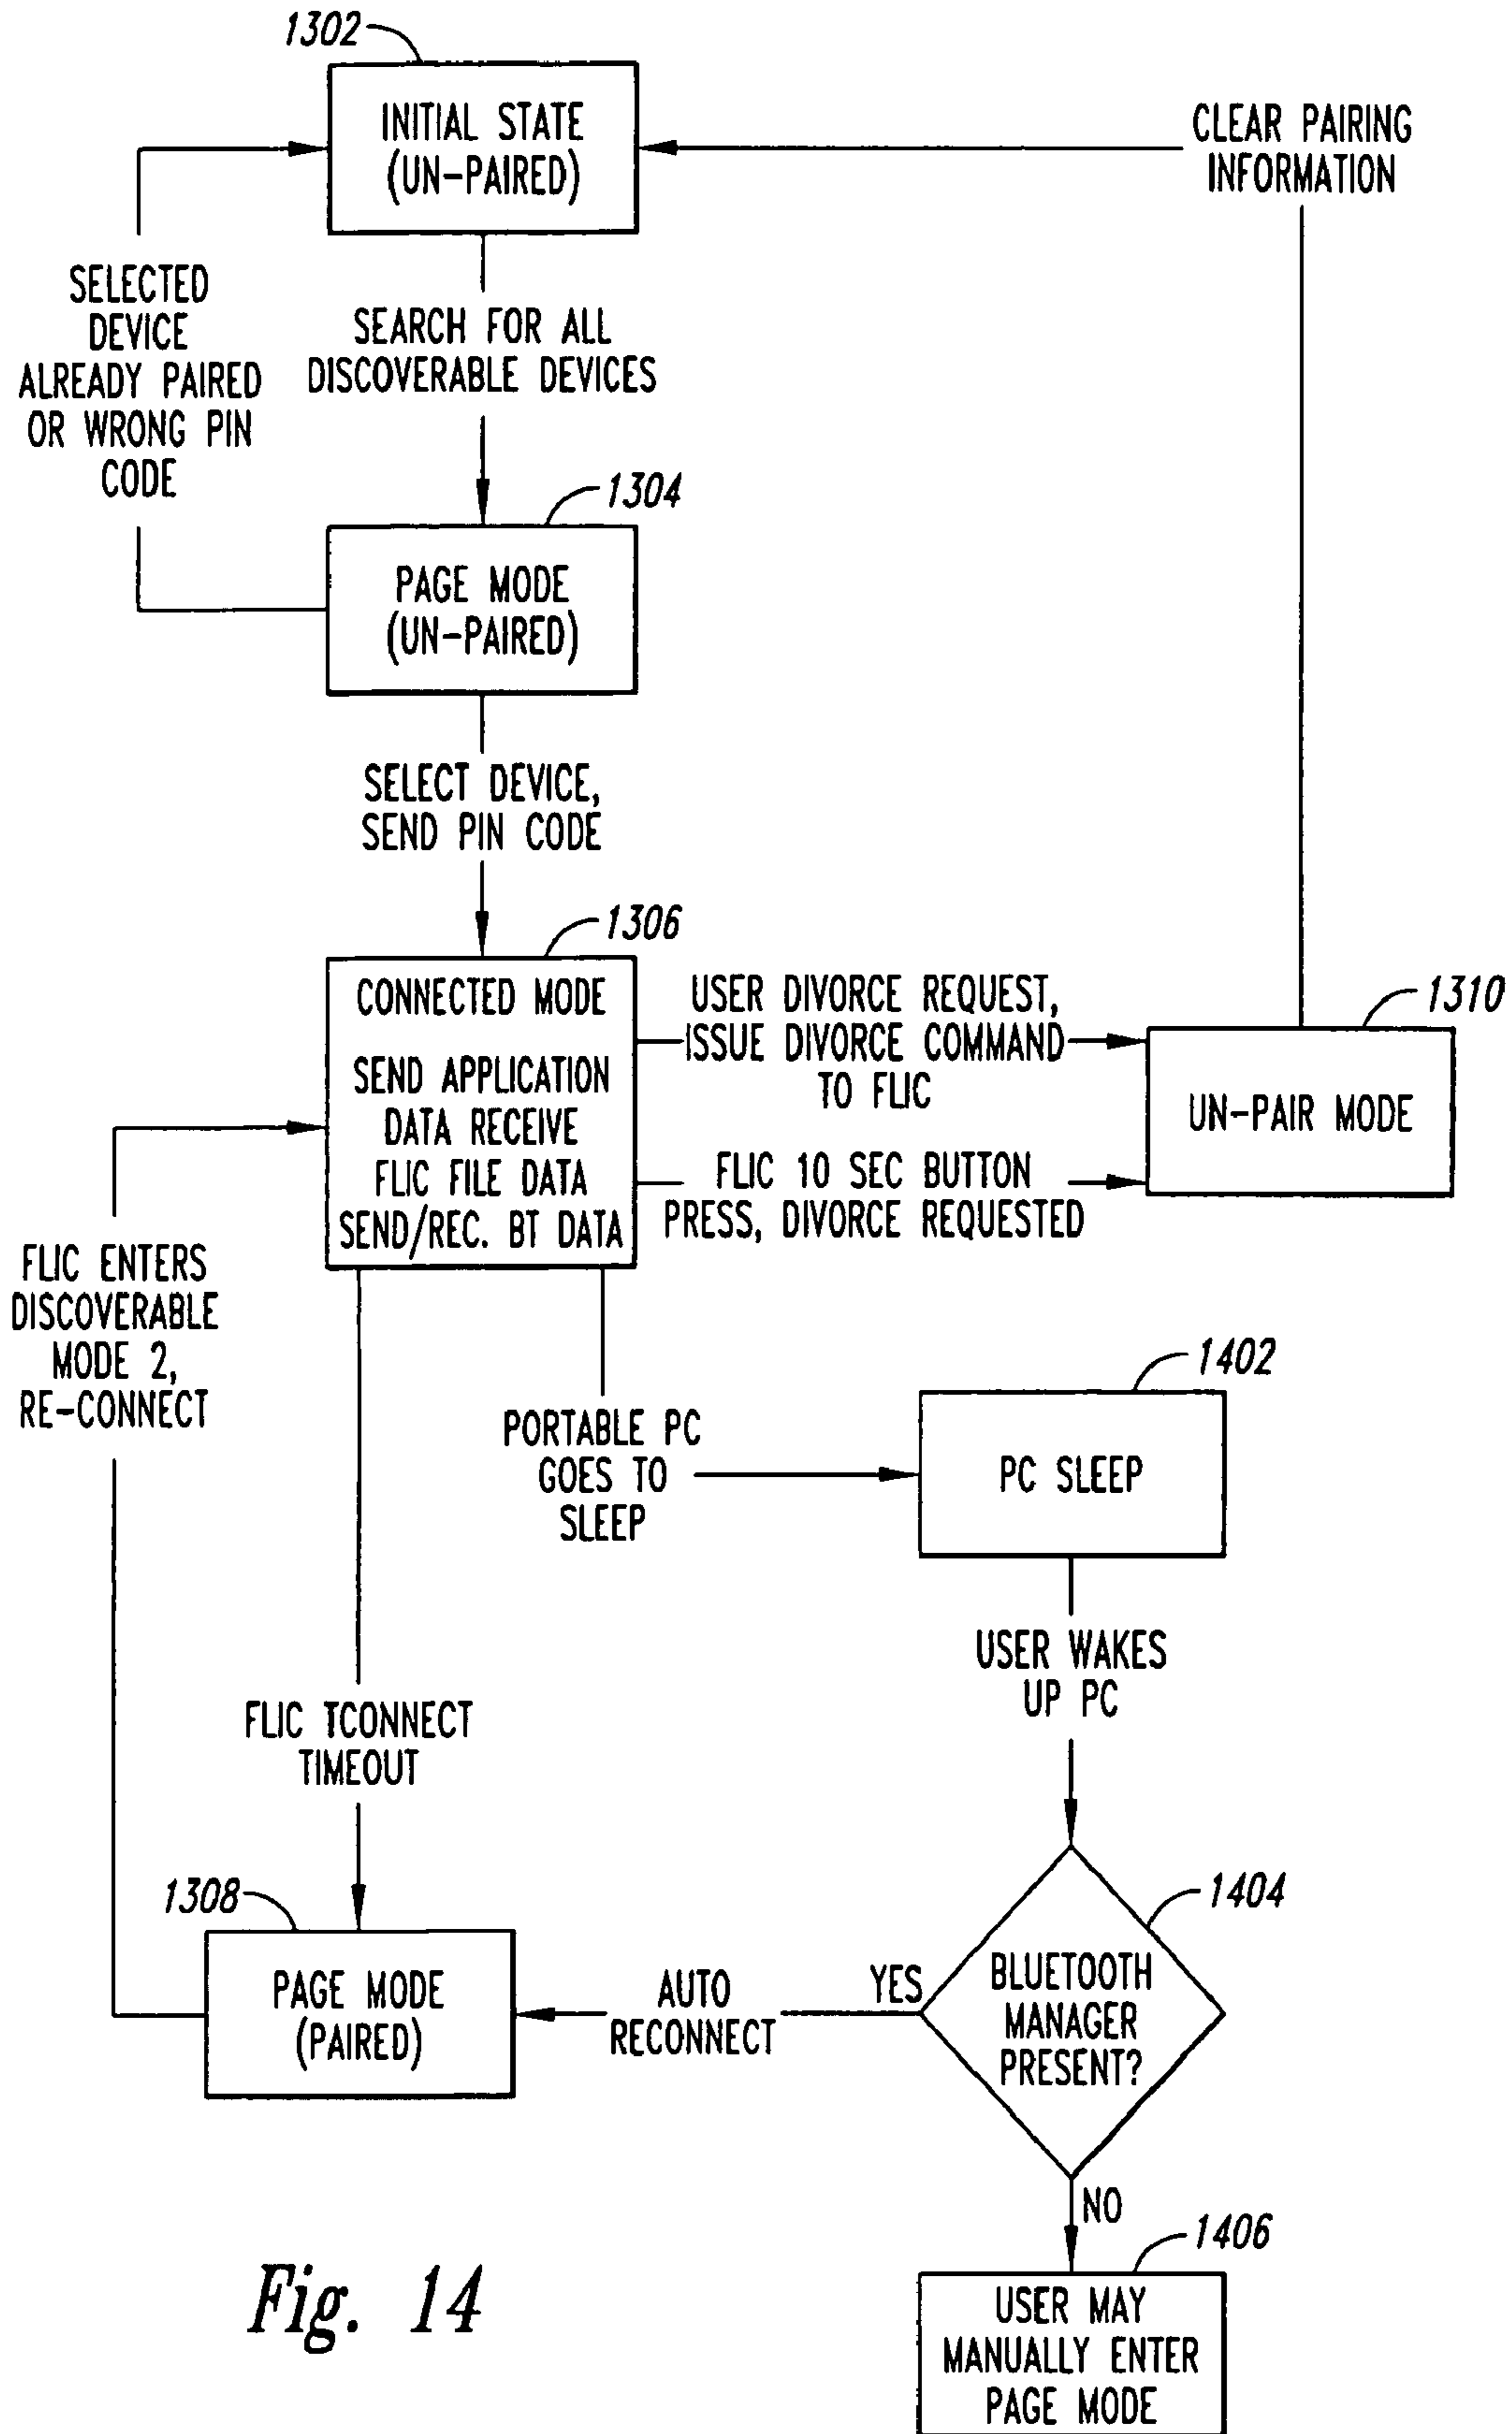 1302
INITIAL STATE
(UN-PAIRED)
CLEAR PAIRING
INFORMATION
SELECTED
DEVICE
ALREADY PAIRED
OR WRONG PIN
CODE
SEARCH FOR ALL
DISCOVERABLE DEVICES
1304
PAGE MODE
(UN-PAIRED)
SELECT DEVICE,
SEND PIN CODE
1306
CONNECTED MODE
SEND APPLICATION
DATA RECEIVE
FLIC FILE DATA
SEND/REC. BT DATA
USER DIVORCE REQUEST,
ISSUE DIVORCE COMMAND
TO FLIC
FLIC 10 SEC BUTTON
PRESS, DIVORCE REQUESTED
1310
UN-PAIR MODE
FLIC ENTERS
DISCOVERABLE
MODE 2,
RE-CONNECT
PORTABLE PC
GOES TO
SLEEP
1402
PC SLEEP
USER WAKES
UP PC
FLIC TCONNECT
TIMEOUT
1308
PAGE MODE
(PAIRED)
AUTO
RECONNECT
YES
1404
BLUETOOTH
MANAGER
PRESENT?
NO
1406
USER MAY
MANUALLY ENTER
PAGE MODE
Fig. 14